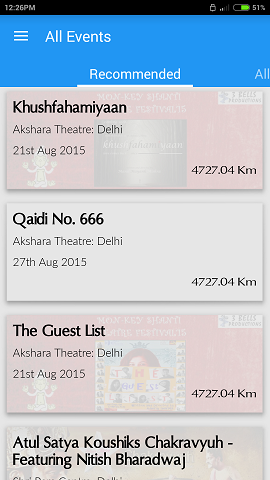 12:26PM
51%
All Events
Recommended
All
Khushfahamiyaan
Akshara Theatre: Delhi
21st Aug 2015
4727.04 Km
Qaidi No. 666
Akshara Theatre: Delhi
27th Aug 2015
4727.04 Km
The Guest List
Akshara Theatre: Delhi
21st Aug 2015
4727.04 Km
Atul Satya Koushiks Chakravyuh -
Featuring Nitish Bharadwaj